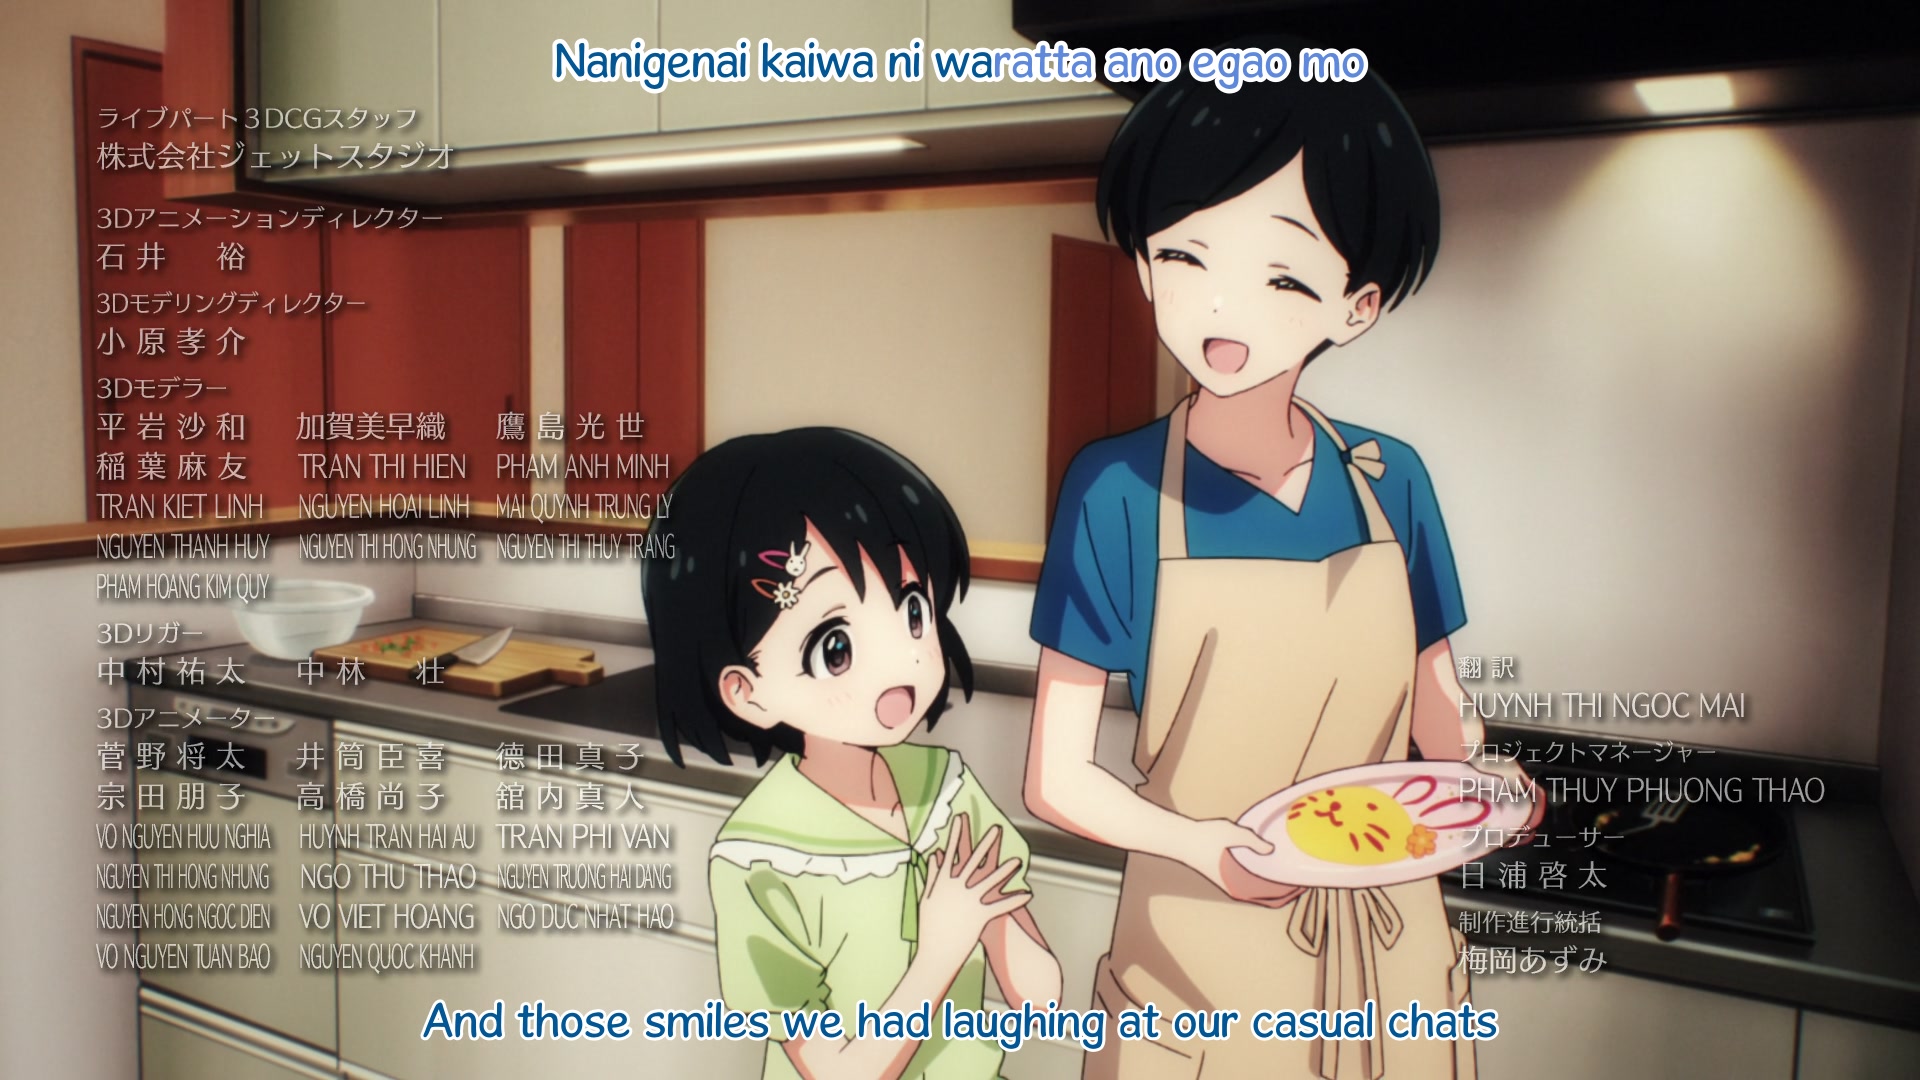 Nanigenai kaiwa ni waratta ano egao mo
ライブパート3DCGスタッフ
株式会社ジェットスタジオ
3Dアニメーションディレクター
石井 裕
3Dモデリングディレクター
小原孝介
3Dモデラー
平岩沙和 加賀美早織 鷹島光世
稲葉麻友 TRAN THI HIEN PHAM ANH MINH
TRAN KIET LINH NGUYEN HOAI LINH MAI QUYNH TRUNG LY
NGUYEN THANH HUY NGUYEN THI HONG NHUNG NGUYEN THI THUY TRANG
PHAM HOANG KIM QUY
3Dリガー
中村祐太 中林 壮
3Dアニメーター
菅野将太 井筒臣喜 德田真子
宗田朋子 高橋尚子 舘内真人
VO NGUYEN HUU NGHIA HUYNH TRAN HAI AU TRAN PHI VAN
NGUYEN THI HONG NHUNG NGO THU THAO NGUYEN TRUONG HAI DANG
NGUYEN HONG NGOC DIEN VO VIET HOANG NGO DUC NHAT HAO
VO NGUYEN TUAN BAO NGUYEN QUOC KHANH
翻訳
HUYNH THI NGOC MAI
プロジェクトマネージャー
PHAM THUY PHUONG THAO
プロデューサー
日浦啓太
制作進行統括
梅岡あずみ
And those smiles we had laughing at our casual chats